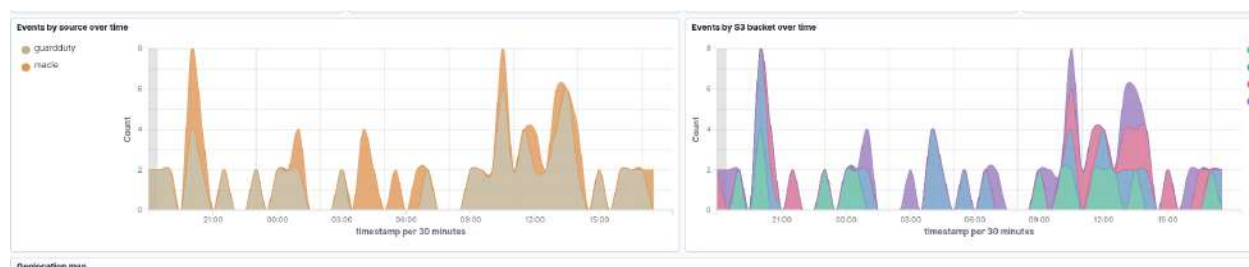 Events by source over time
guardduty
macie
8
6
4
2
0
Count
21:00
00:00
03:00
06:00
09:00
12:00
15:00
timestamp per 30 minutes
Events by S3 bucket over time
8
6
4
2
0
Count
21:00
00:00
03:00
06:00
09:00
12:00
15:00
timestamp per 30 minutes
Geolocation map